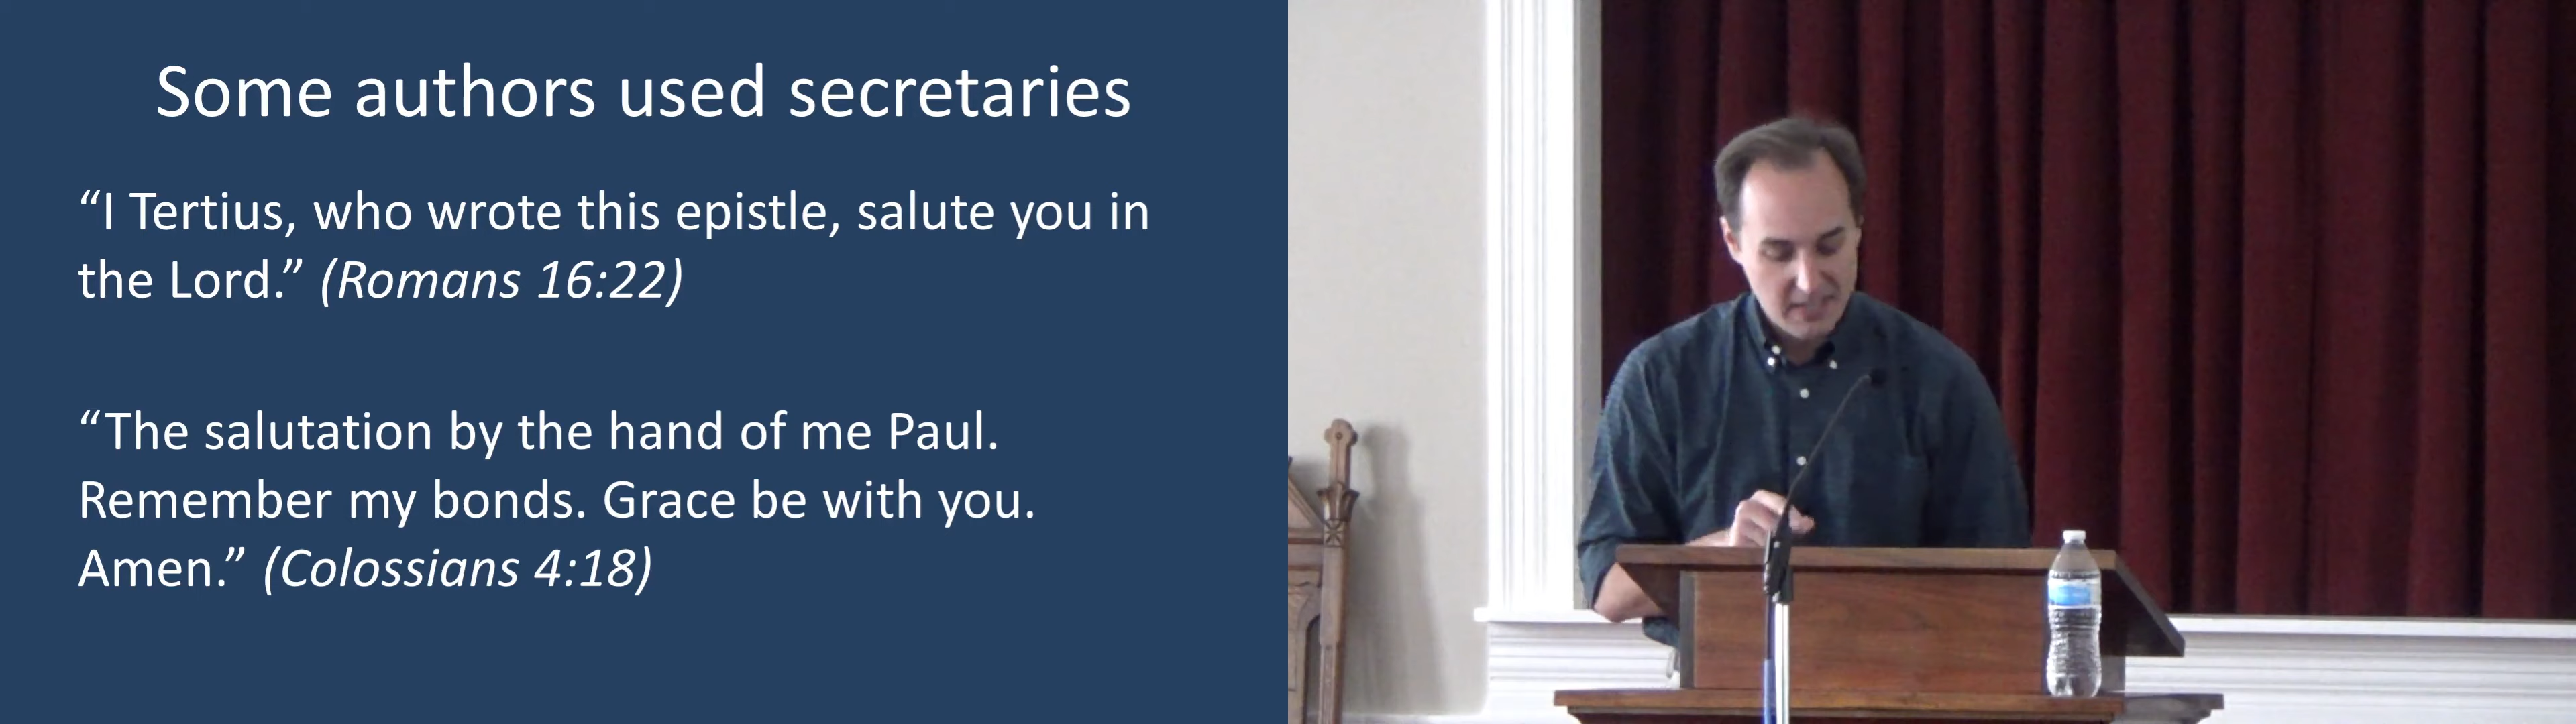 Some authors used secretaries
“I Tertius, who wrote this epistle, salute you in
the Lord.” (Romans 16:22)
“The salutation by the hand of me Paul.
Remember my bonds. Grace be with you.
Amen.” (Colossians 4:18)